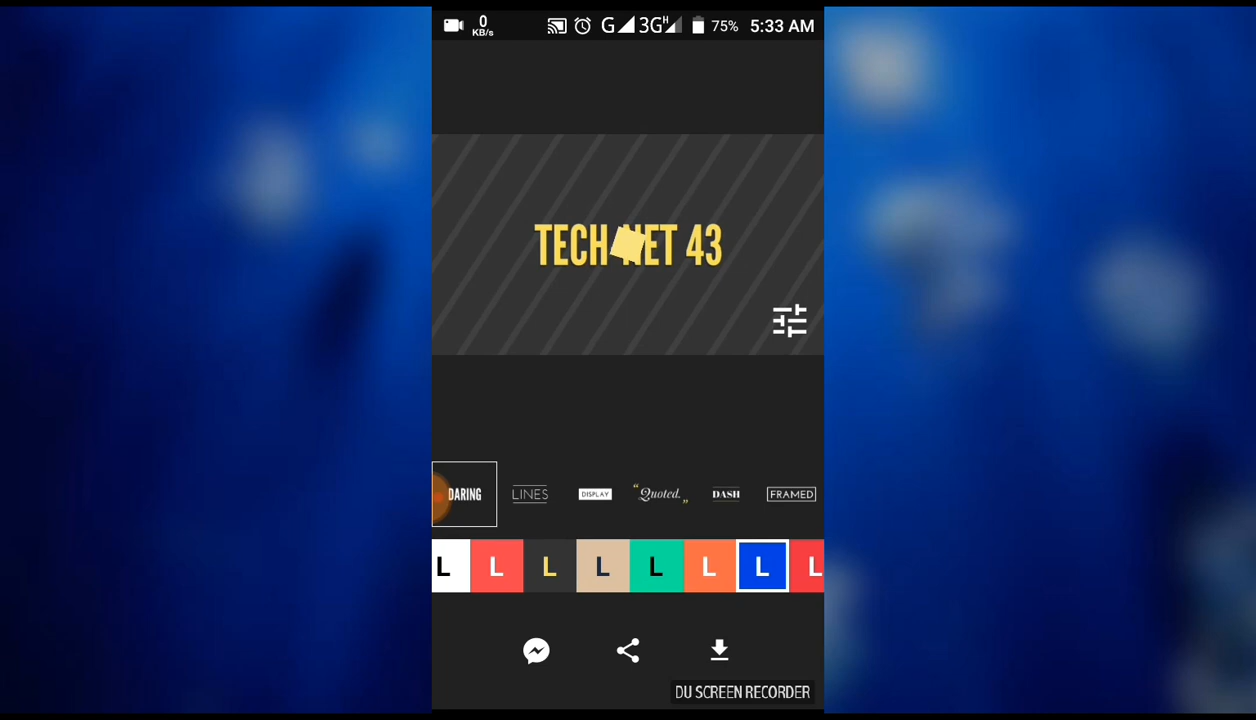 0 KB/s G 3G H 75% 5:33 AM
TECH NET 43
DARING LINES DISPLAY “Quoted.” DASH FRAMED
L L L L L L L L
DU SCREEN RECORDER